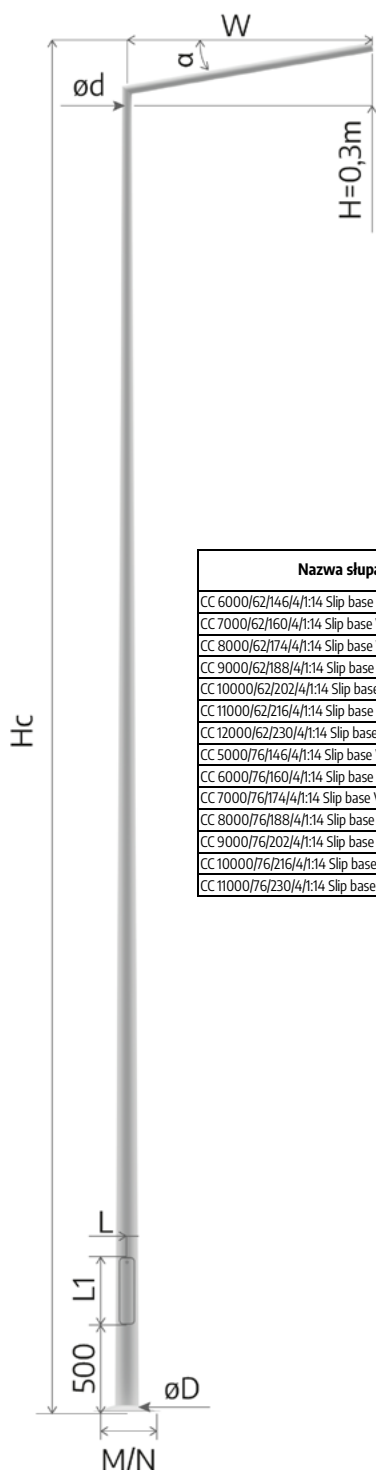 W
α
ød
H=0,3m
Nazwa słupa
CC 6000/62/146/4/1:14 Slip base
CC 7000/62/160/4/1:14 Slip base
CC 8000/62/174/4/1:14 Slip base
CC 9000/62/188/4/1:14 Slip base
CC 10000/62/202/4/1:14 Slip base
CC 11000/62/216/4/1:14 Slip base
CC 12000/62/230/4/1:14 Slip base
CC 5000/76/146/4/1:14 Slip base
CC 6000/76/160/4/1:14 Slip base
CC 7000/76/174/4/1:14 Slip base
CC 8000/76/188/4/1:14 Slip base
CC 9000/76/202/4/1:14 Slip base
CC 10000/76/216/4/1:14 Slip base
CC 11000/76/230/4/1:14 Slip base
Hc
L
L1
500
øD
M/N